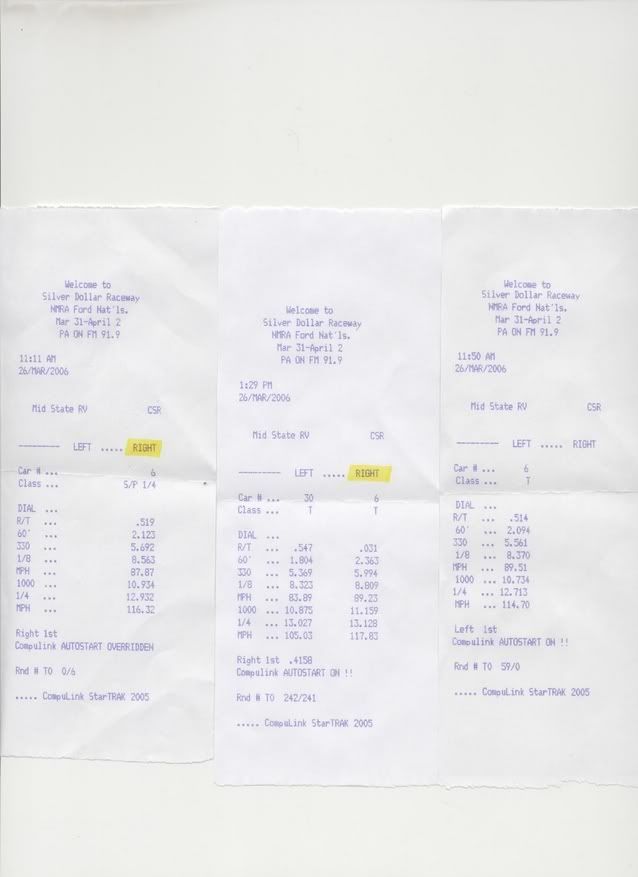 Welcome to
Silver Dollar Raceway
NMRA Ford Nat'ls.
Mar 31-April 2
PA ON FM 91.9
11:11 AM
26/MAR/2006
Mid State RV CSR
--------- LEFT ..... RIGHT
Car # ... 6
Class ... S/P 1/4
DIAL ...
R/T ... .519
60' ... 2.123
330 ... 5.692
1/8 ... 8.563
MPH ... 87.87
1000 ... 10.934
1/4 ... 12.932
MPH ... 116.32
Right 1st
Compulink AUTOSTART OVERRIDDEN
Rnd # TO 0/6
..... CompuLink StarTRAK 2005
Welcome to
Silver Dollar Raceway
NMRA Ford Nat'ls.
Mar 31-April 2
PA ON FM 91.9
1:29 PM
26/MAR/2006
Mid State RV CSR
--------- LEFT ..... RIGHT
Car # ... 30 6
Class ... T T
DIAL ...
R/T ... .547 .031
60' ... 1.804 2.363
330 ... 5.369 5.994
1/8 ... 8.323 8.809
MPH ... 83.89 89.23
1000 ... 10.875 11.159
1/4 ... 13.027 13.128
MPH ... 105.03 117.83
Right 1st .4158
Compulink AUTOSTART ON !!
Rnd # TO 242/241
..... CompuLink StarTRAK 2005
Welcome to
Silver Dollar Raceway
NMRA Ford Nat'ls.
Mar 31-April 2
PA ON FM 91.9
11:50 AM
26/MAR/2006
Mid State RV CSR
--------- LEFT ..... RIGHT
Car # ... 6
Class ... T
DIAL ...
R/T ... .514
60' ... 2.094
330 ... 5.561
1/8 ... 8.370
MPH ... 89.51
1000 ... 10.734
1/4 ... 12.713
MPH ... 114.70
Left 1st
Compulink AUTOSTART ON !!
Rnd # TO 59/0
..... CompuLink StarTRAK 2005